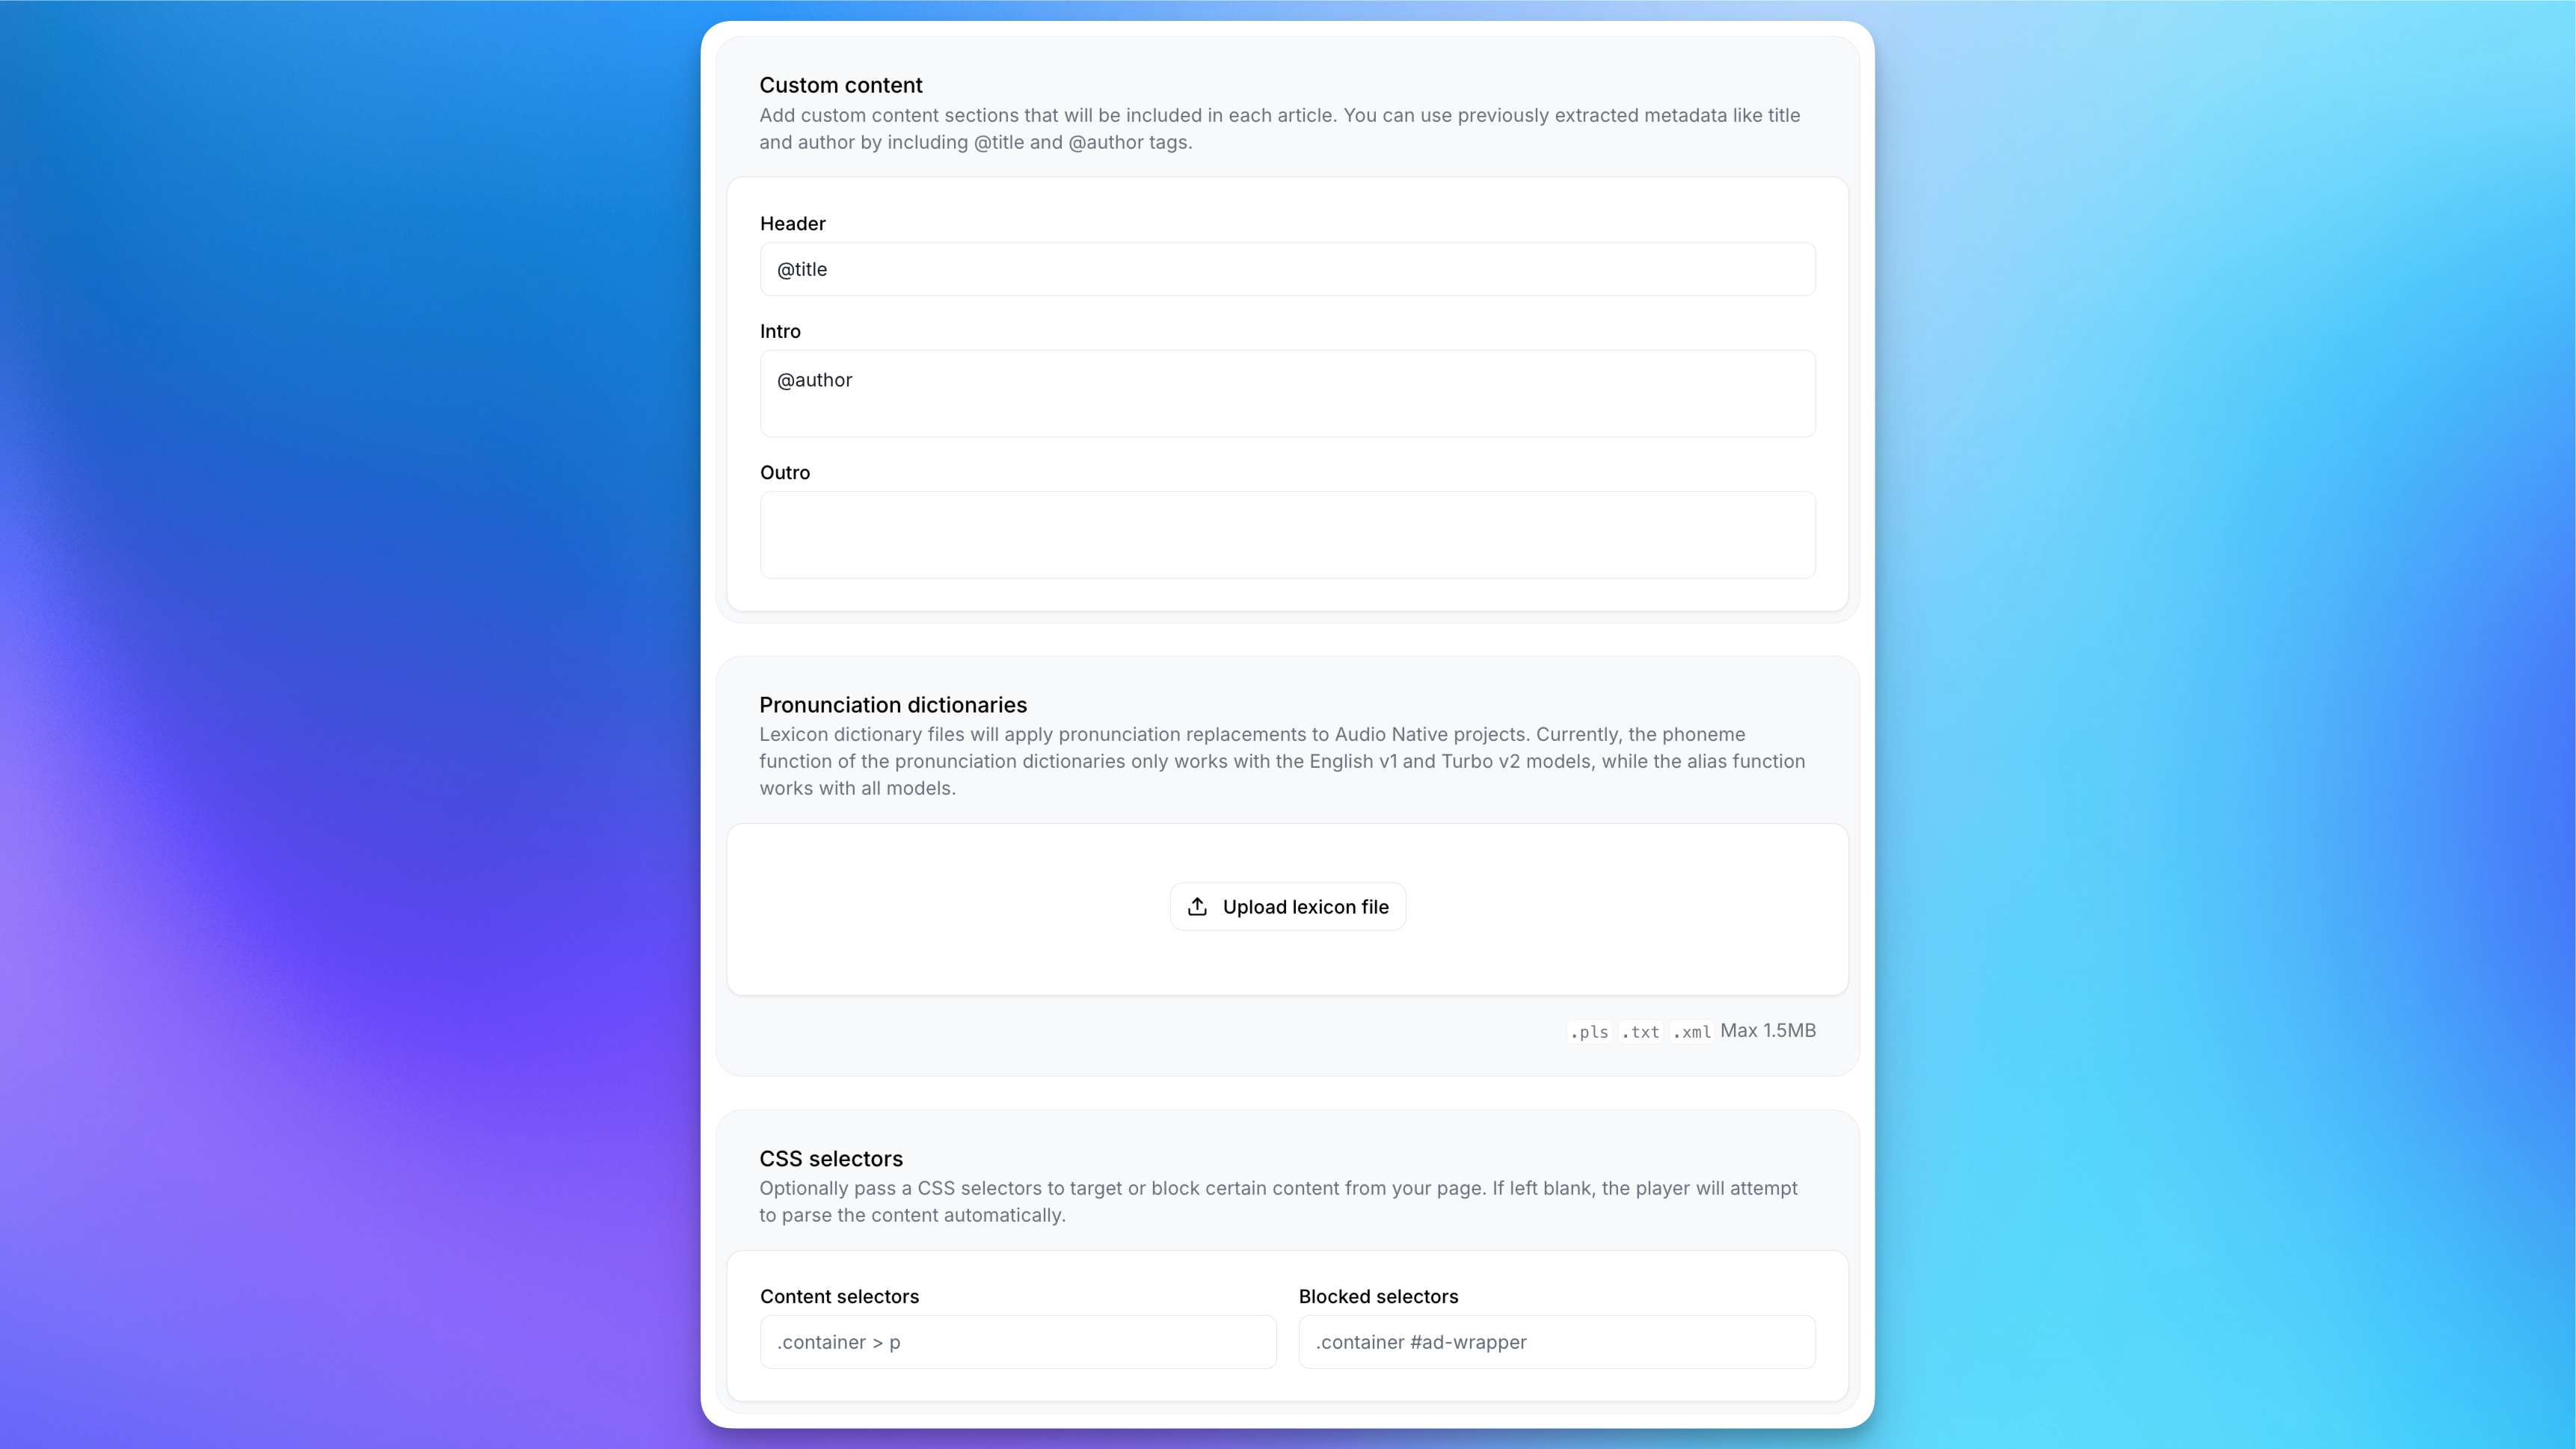 Custom content
Add custom content sections that will be included in each article. You can use previously extracted metadata like title
and author by including @title and @author tags.
Header
@title
Intro
@author
Outro
Pronunciation dictionaries
Lexicon dictionary files will apply pronunciation replacements to Audio Native projects. Currently, the phoneme
function of the pronunciation dictionaries only works with the English v1 and Turbo v2 models, while the alias function
works with all models.
Upload lexicon file
.pls .txt .xml Max 1.5MB
CSS selectors
Optionally pass a CSS selectors to target or block certain content from your page. If left blank, the player will attempt
to parse the content automatically.
Content selectors
.container > p
Blocked selectors
.container #ad-wrapper